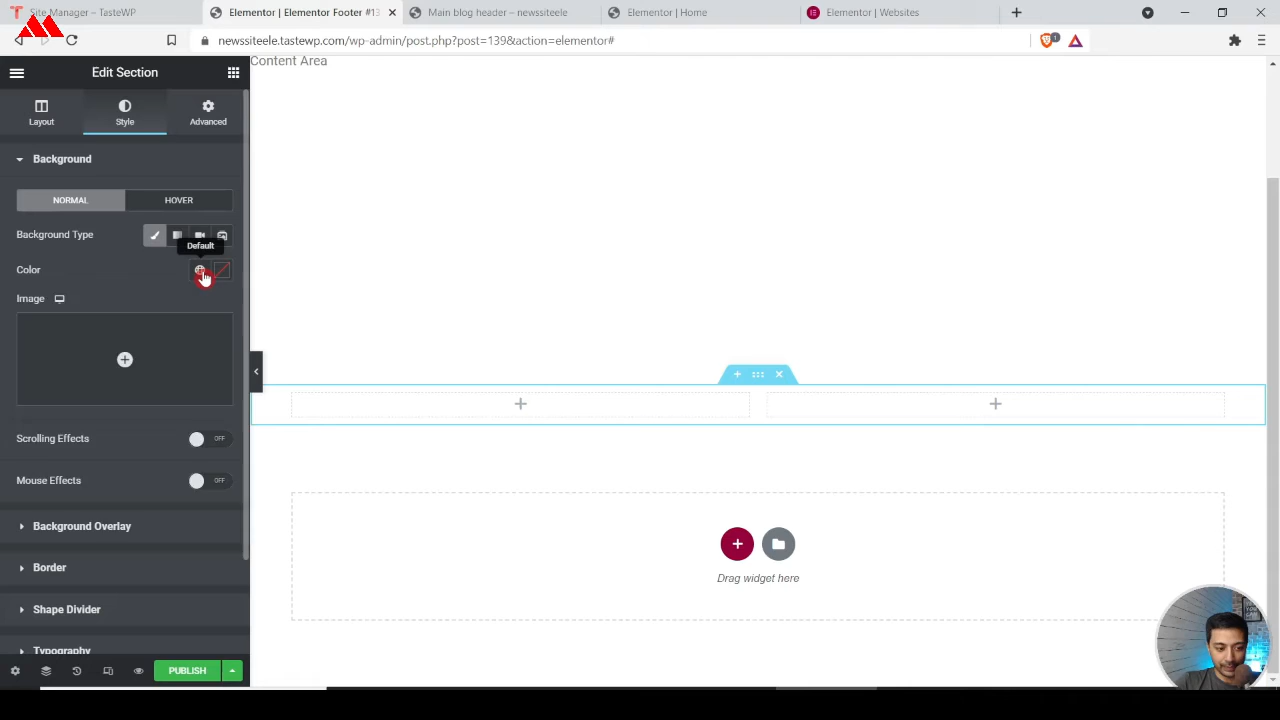 Site Manager - TasteWP
Elementor | Elementor Footer #13
Main blog header – newssiteele
Elementor | Home
Elementor | Websites
newssiteele.tastewp.com/wp-admin/post.php?post=139&action=elementor#
1
Edit Section
Content Area
Layout
Style
Advanced
Background
NORMAL
HOVER
Background Type
Default
Color
Image
Scrolling Effects
OFF
Mouse Effects
OFF
Background Overlay
Border
Drag widget here
Shape Divider
Typography
PUBLISH